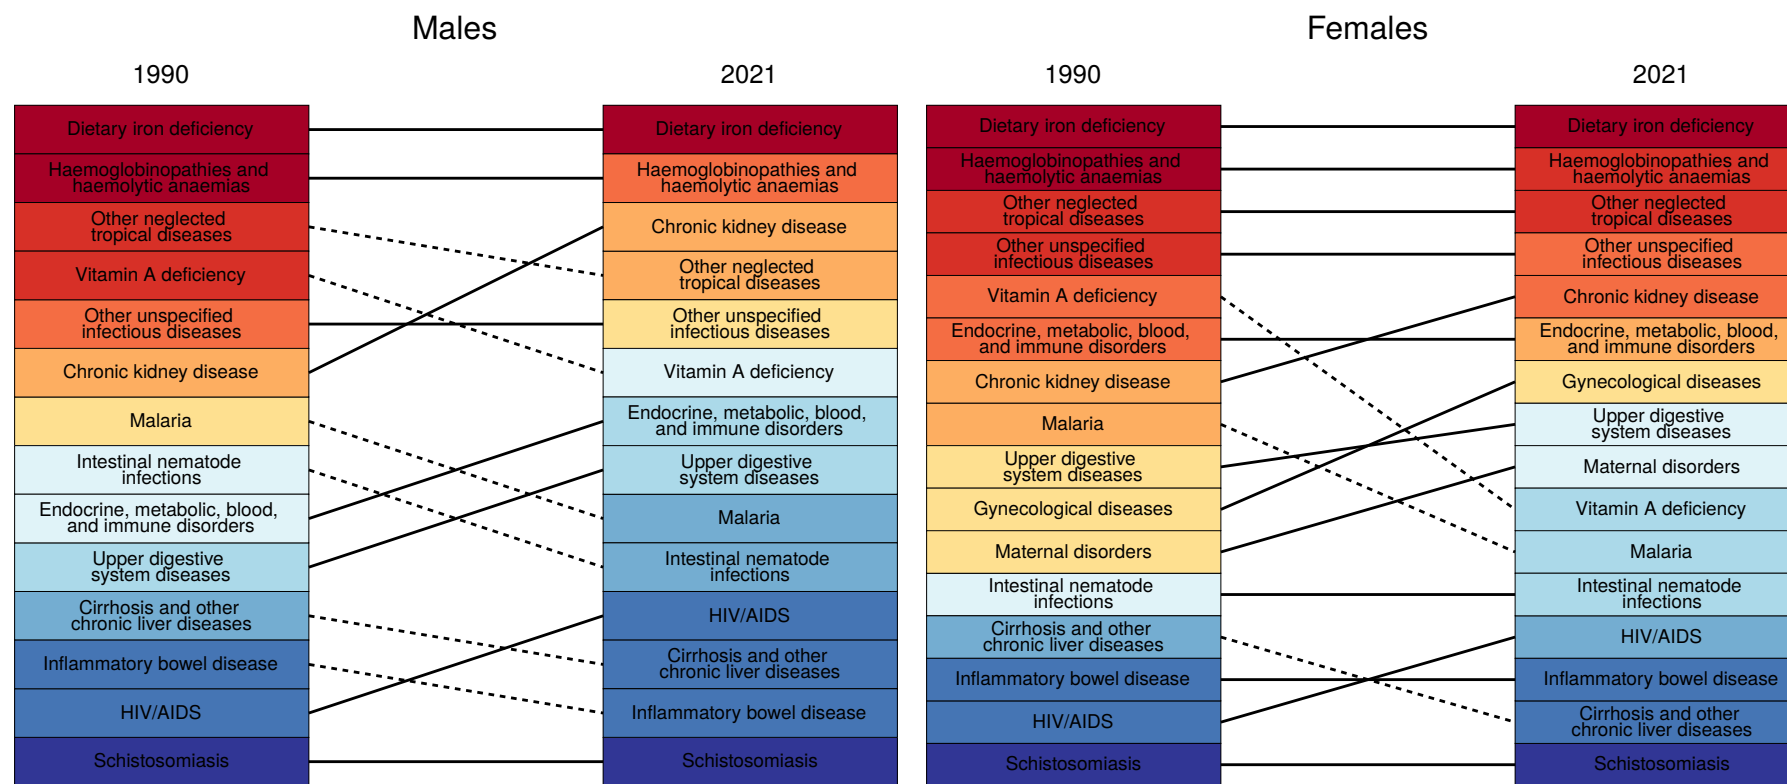 Males
1990
2021
Dietary iron deficiency
Haemoglobinopathies and
haemolytic anaemias
Other neglected
tropical diseases
Vitamin A deficiency
Other unspecified
infectious diseases
Chronic kidney disease
Malaria
Intestinal nematode
infections
Endocrine, metabolic, blood,
and immune disorders
Upper digestive
system diseases
Cirrhosis and other
chronic liver diseases
Inflammatory bowel disease
HIV/AIDS
Schistosomiasis
Dietary iron deficiency
Haemoglobinopathies and
haemolytic anaemias
Chronic kidney disease
Other neglected
tropical diseases
Other unspecified
infectious diseases
Vitamin A deficiency
Endocrine, metabolic, blood,
and immune disorders
Upper digestive
system diseases
Malaria
Intestinal nematode
infections
HIV/AIDS
Cirrhosis and other
chronic liver diseases
Inflammatory bowel disease
Schistosomiasis
Females
1990
2021
Dietary iron deficiency
Haemoglobinopathies and
haemolytic anaemias
Other neglected
tropical diseases
Other unspecified
infectious diseases
Vitamin A deficiency
Endocrine, metabolic, blood,
and immune disorders
Chronic kidney disease
Malaria
Upper digestive
system diseases
Gynecological diseases
Maternal disorders
Intestinal nematode
infections
Cirrhosis and other
chronic liver diseases
Inflammatory bowel disease
HIV/AIDS
Schistosomiasis
Dietary iron deficiency
Haemoglobinopathies and
haemolytic anaemias
Other neglected
tropical diseases
Other unspecified
infectious diseases
Chronic kidney disease
Endocrine, metabolic, blood,
and immune disorders
Gynecological diseases
Upper digestive
system diseases
Maternal disorders
Vitamin A deficiency
Malaria
Intestinal nematode
infections
HIV/AIDS
Inflammatory bowel disease
Cirrhosis and other
chronic liver diseases
Schistosomiasis